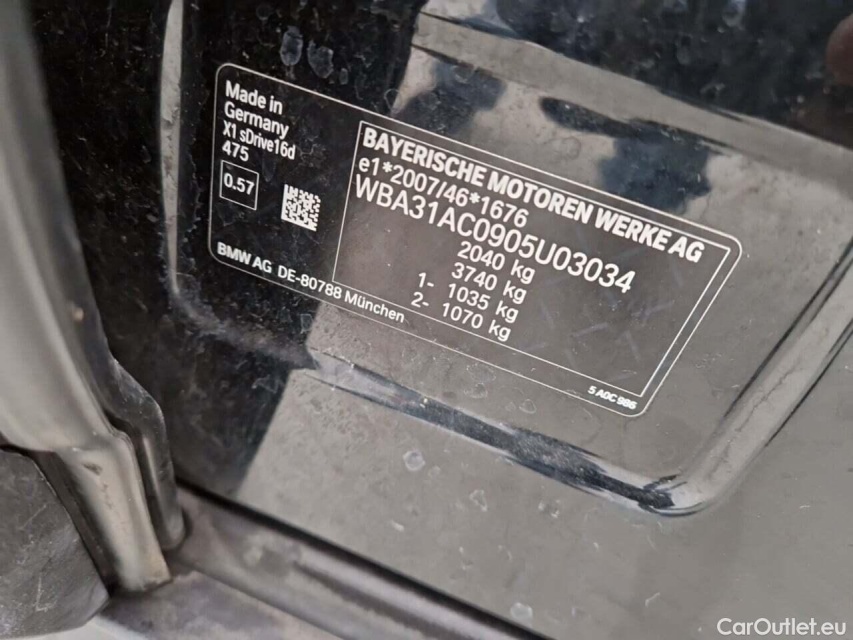 Made in
Germany
X1 sDrive16d
475
0.57
BMW AG DE-80788 München
BAYERISCHE MOTOREN WERKE AG
e1*2007/46*1676
WBA31AC0905U03034
2040 kg
3740 kg
1- 1035 kg
2- 1070 kg
5 A0C 986
CarOutlet.eu